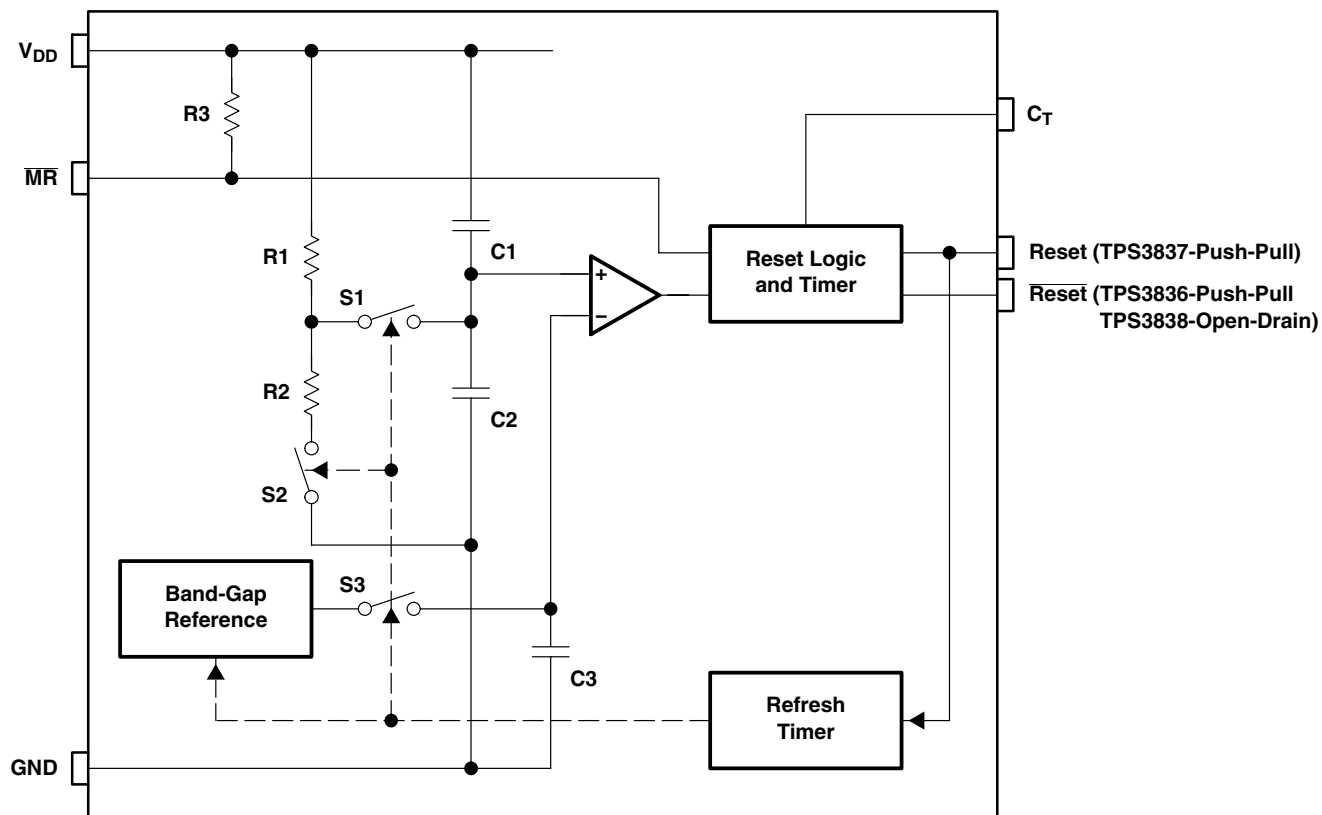 VDD
R3
CT
MR
R1
C1
Reset Logic
and Timer
Reset (TPS3837-Push-Pull)
S1
+
−
Reset (TPS3836-Push-Pull
TPS3838-Open-Drain)
R2
C2
S2
S3
Band-Gap
Reference
C3
Refresh
Timer
GND